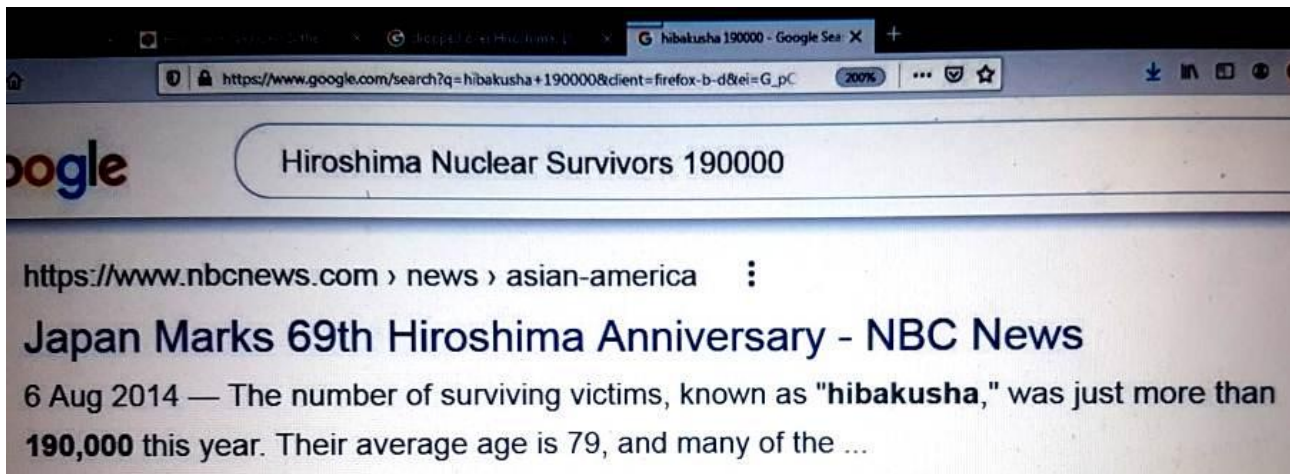 hibakusha 190000 - Google Sea
https://www.google.com/search?q=hibakusha+190000&client=firefox-b-d&ei=G_pC 200%
oogle Hiroshima Nuclear Survivors 190000
https://www.nbcnews.com › news › asian-america
Japan Marks 69th Hiroshima Anniversary - NBC News
6 Aug 2014 — The number of surviving victims, known as "hibakusha," was just more than
190,000 this year. Their average age is 79, and many of the ...